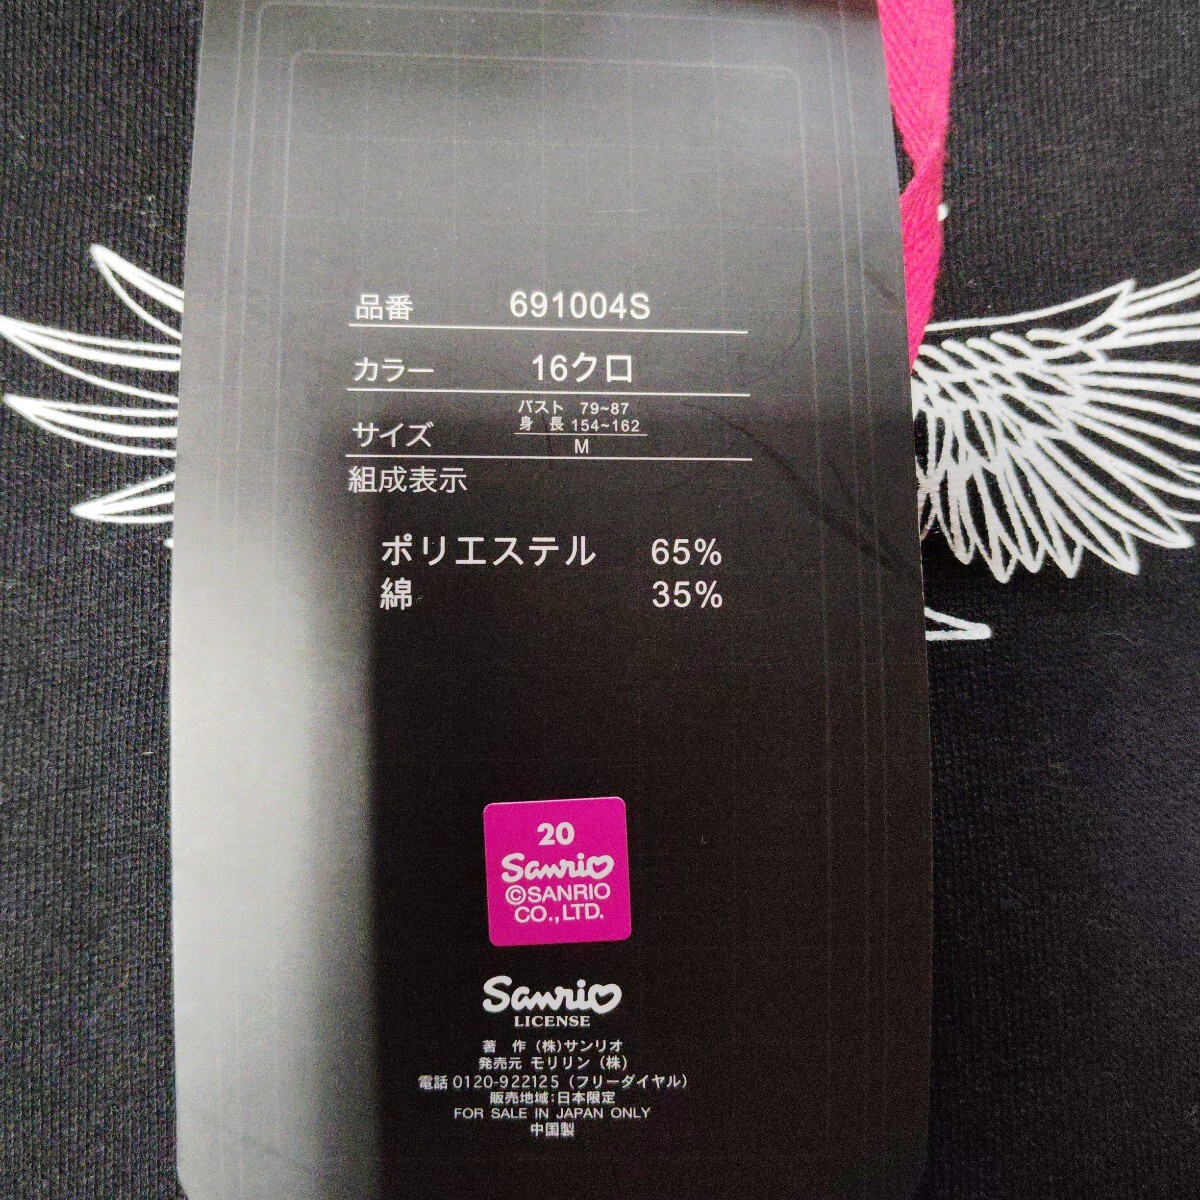 品番 691004S
カラー 16クロ
サイズ バスト 79~87
身長 154~162
M
組成表示
ポリエステル 65%
綿 35%
20
Sanrio
©SANRIO
CO.,LTD.
Sanrio
LICENSE
著 作 (株)サンリオ
発売元 モリリン (株)
電話 0120-922125 (フリーダイヤル)
販売地域:日本限定
FOR SALE IN JAPAN ONLY
中国製